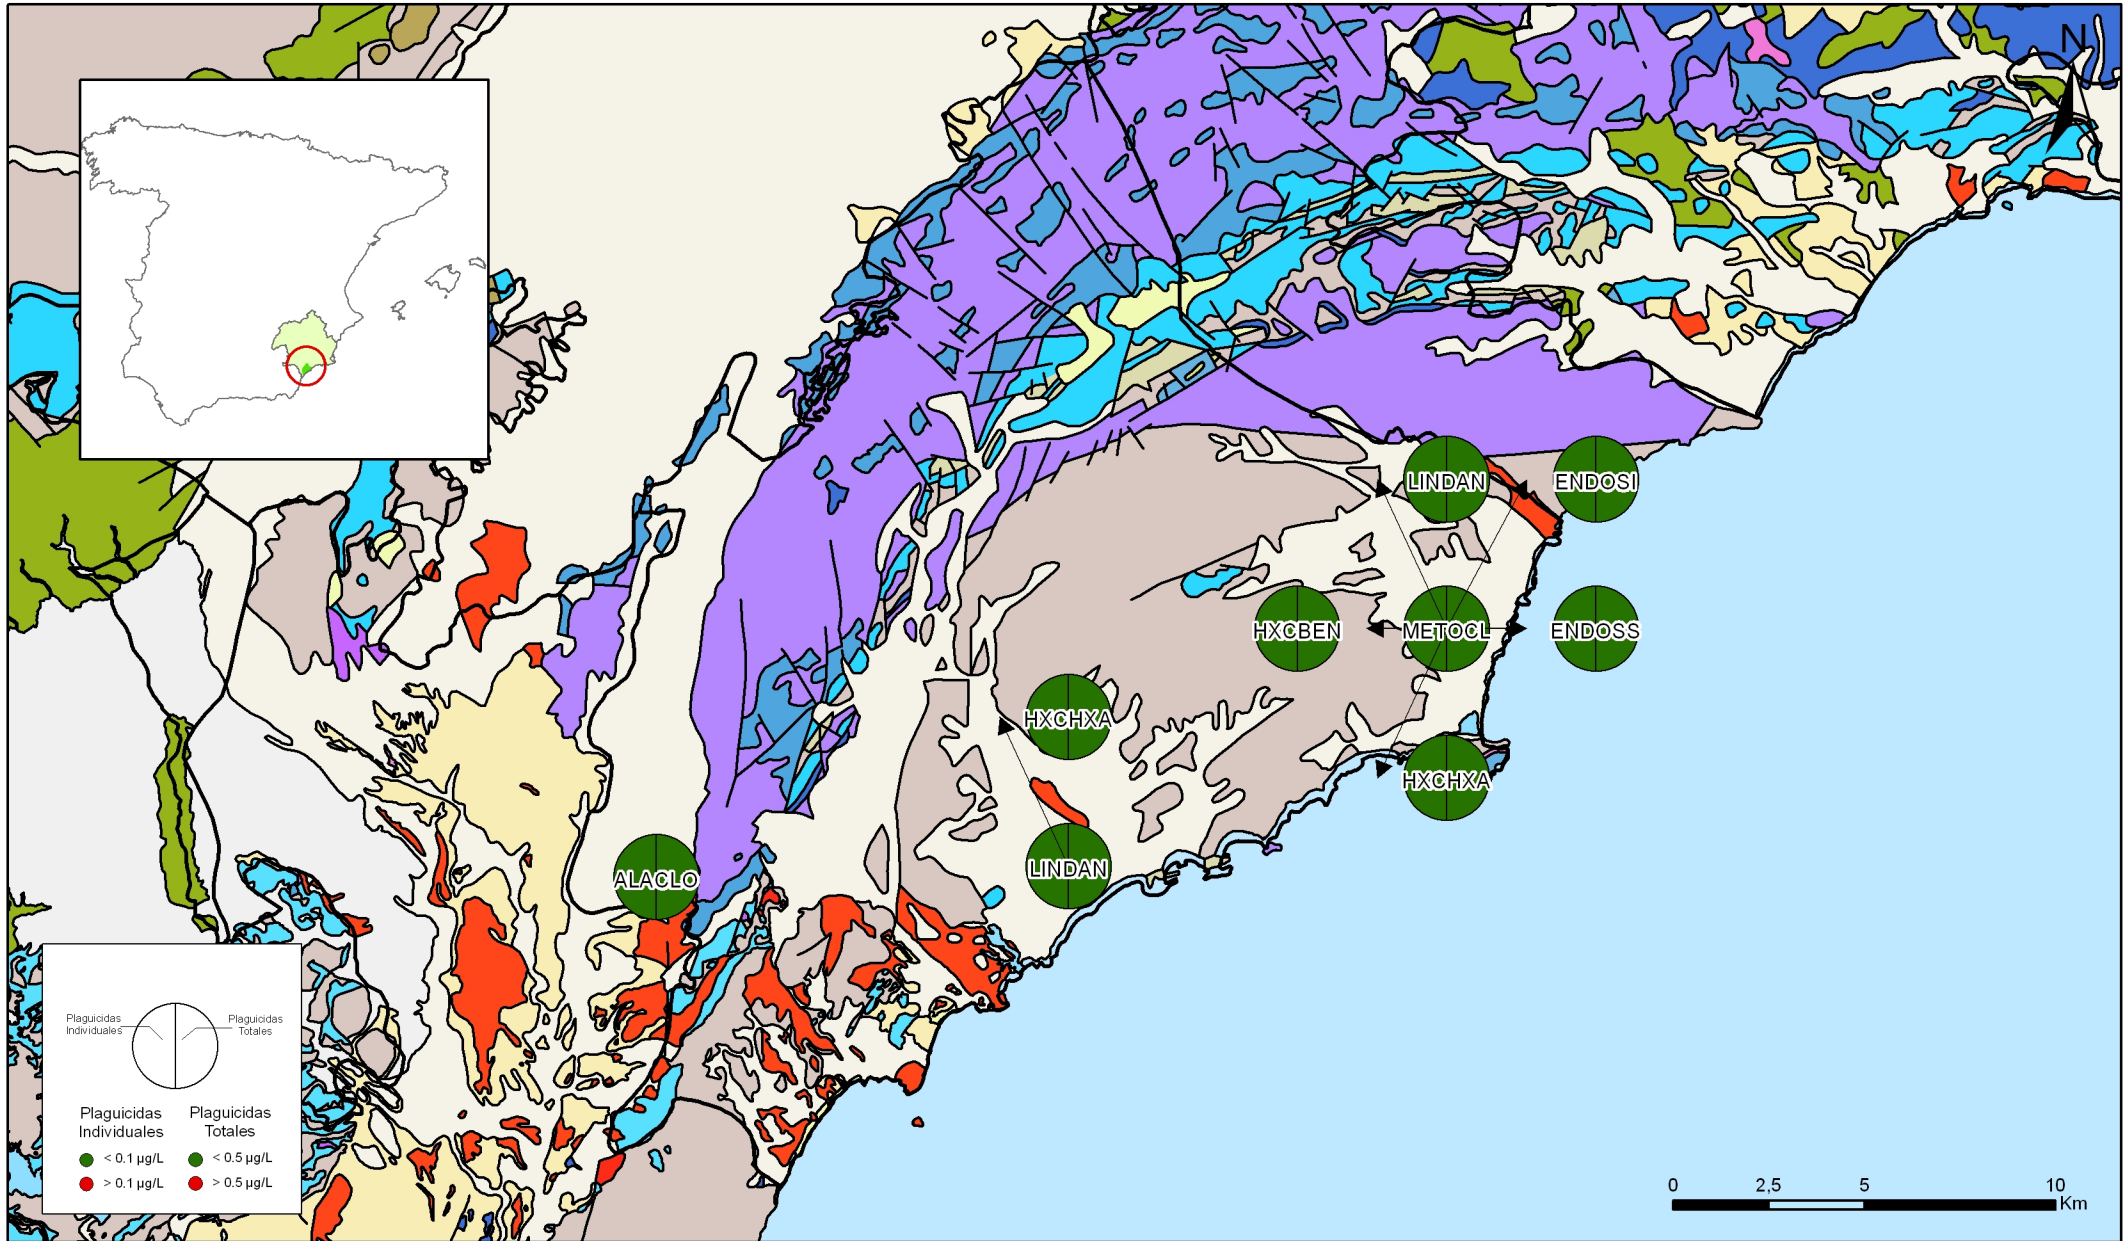 N
LINDAN
ENDOSI
HXCBEN
METOCL
ENDOSS
HXCHXA
HXCHXA
LINDAN
ALACLO
Plaguicidas
Individuales
Plaguicidas
Totales
Plaguicidas
Individuales
Plaguicidas
Totales
< 0.1 µg/L
< 0.5 µg/L
> 0.1 µg/L
> 0.5 µg/L
0 2,5 5 10
Km